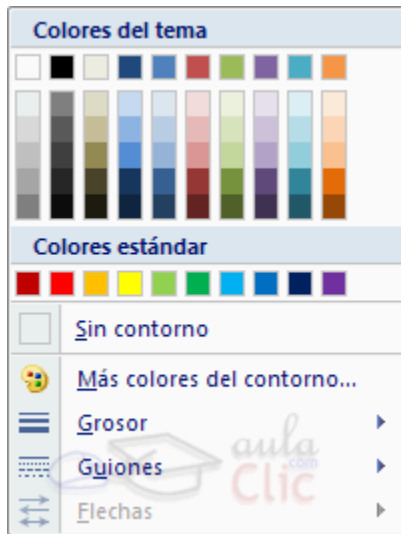 Colores del tema
Colores estándar
Sin contorno
Más colores del contorno...
Grosor
Guiones
Flechas
aula
.com
Clic